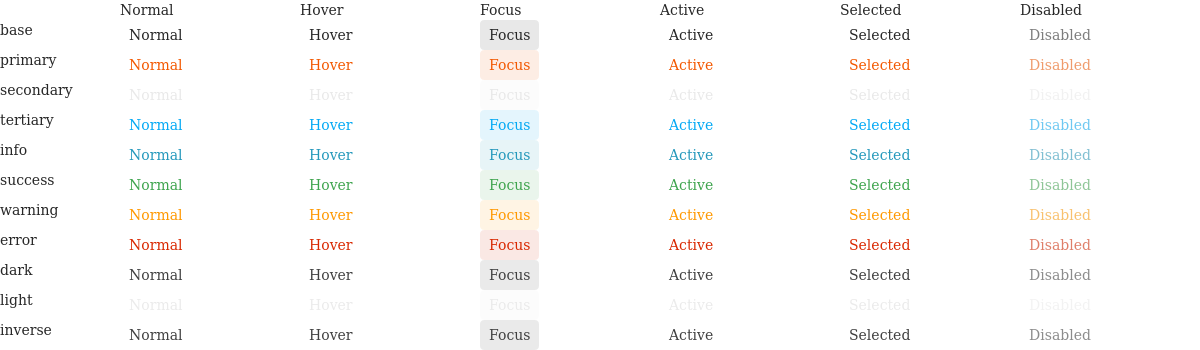 Normal Hover Focus Active Selected Disabled
base Normal Hover Focus Active Selected Disabled
primary Normal Hover Focus Active Selected Disabled
secondary Normal Hover Focus Active Selected Disabled
tertiary Normal Hover Focus Active Selected Disabled
info Normal Hover Focus Active Selected Disabled
success Normal Hover Focus Active Selected Disabled
warning Normal Hover Focus Active Selected Disabled
error Normal Hover Focus Active Selected Disabled
dark Normal Hover Focus Active Selected Disabled
light Normal Hover Focus Active Selected Disabled
inverse Normal Hover Focus Active Selected Disabled